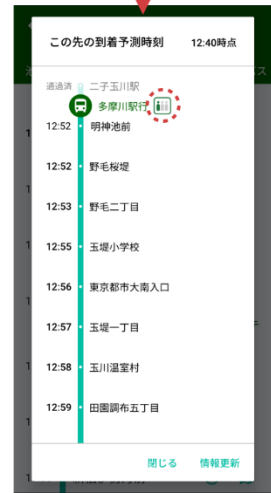 この先の到着予測時刻 12:40時点
通過済 二子玉川駅
多摩川駅行
12:52 明神池前
12:52 野毛桜堤
12:53 野毛二丁目
12:55 玉堤小学校
12:56 東京都市大南入口
12:57 玉堤一丁目
12:58 玉川温室村
12:59 田園調布五丁目
閉じる 情報更新